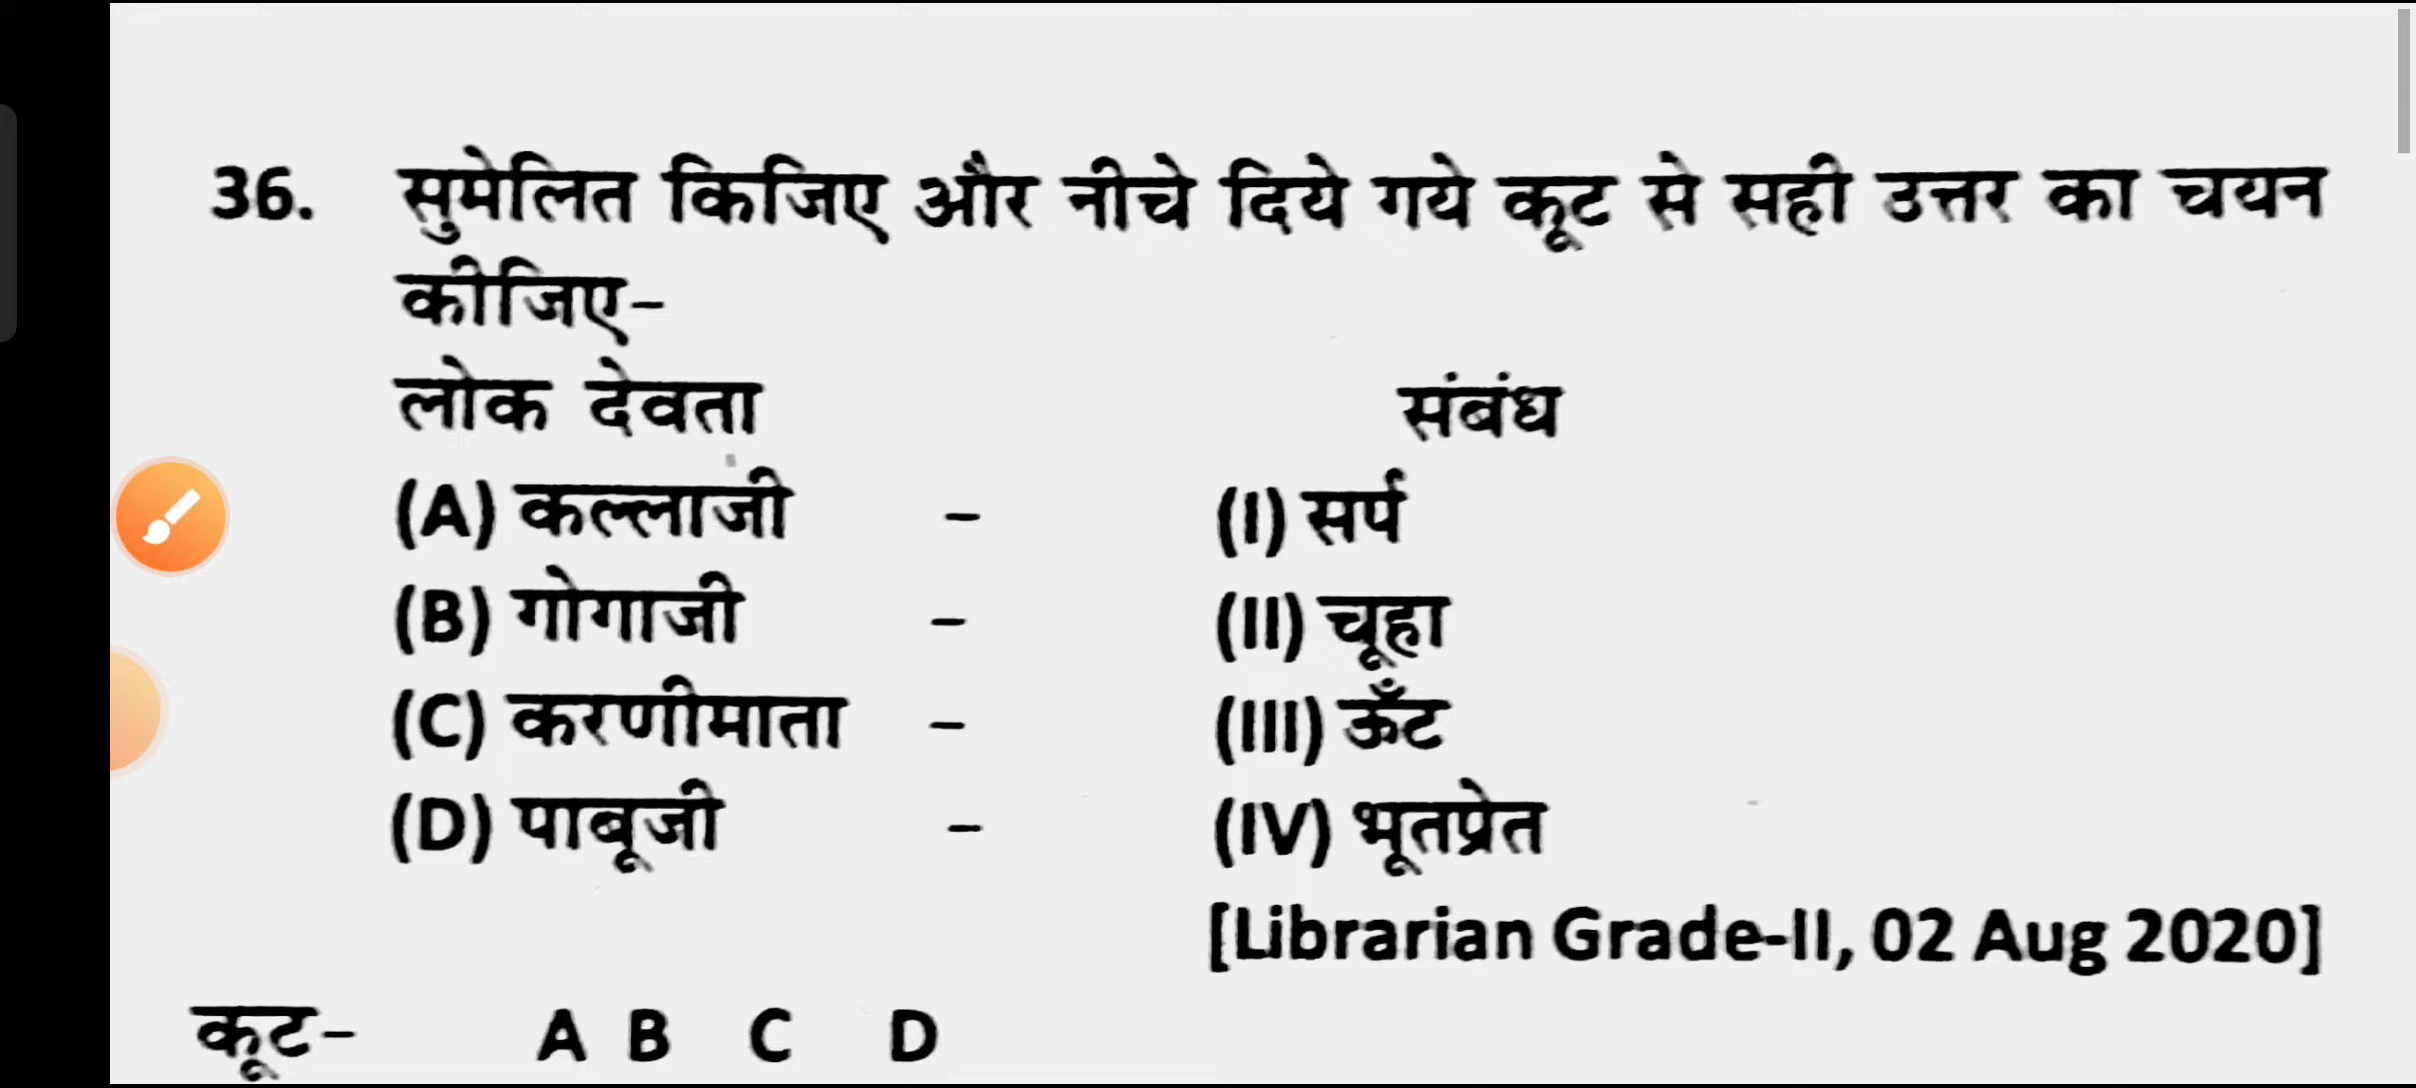 36. सुमेलित किजिए और नीचे दिये गये कूट से सही उत्तर का चयन
कीजिए-
लोक देवता संबंध
(A) कल्लाजी - (I) सर्प
(B) गोगाजी - (II) चूहा
(C) करणीमाता - (III) ऊँट
(D) पाबूजी - (IV) भूतप्रेत
[Librarian Grade-II, 02 Aug 2020]
कूट- A B C D